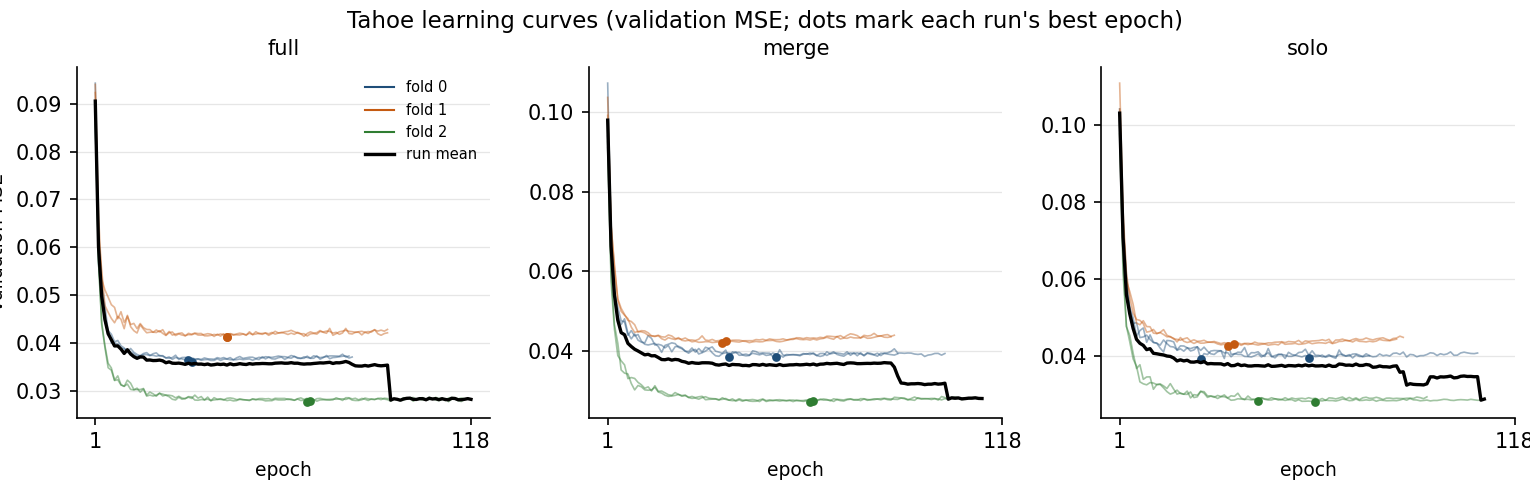 Tahoe learning curves (validation MSE; dots mark each run's best epoch)
full
merge
solo
fold 0
fold 1
fold 2
run mean
0.09
0.08
0.07
0.06
0.05
0.04
0.03
1
118
epoch
0.10
0.08
0.06
0.04
1
118
epoch
0.10
0.08
0.06
0.04
1
118
epoch